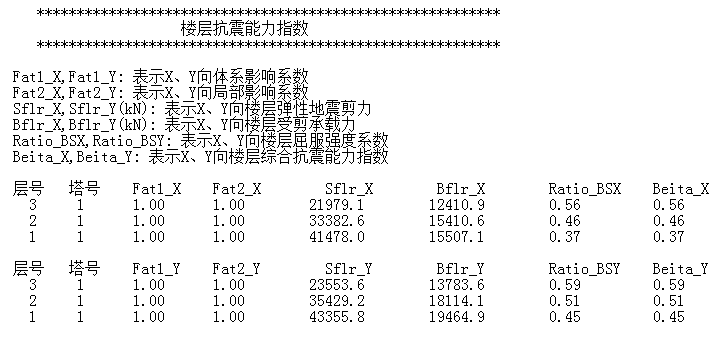 **********************************************************
楼层抗震能力指数
**********************************************************
Fat1_X,Fat1_Y: 表示X、Y向体系影响系数
Fat2_X,Fat2_Y: 表示X、Y向局部影响系数
Sflr_X,Sflr_Y(kN): 表示X、Y向楼层弹性地震剪力
Bflr_X,Bflr_Y(kN): 表示X、Y向楼层受剪承载力
Ratio_BSX,Ratio_BSY: 表示X、Y向楼层屈服强度系数
Beita_X,Beita_Y: 表示X、Y向楼层综合抗震能力指数
层号 塔号 Fat1_X Fat2_X Sflr_X Bflr_X Ratio_BSX Beita_X
3 1 1.00 1.00 21979.1 12410.9 0.56 0.56
2 1 1.00 1.00 33382.6 15410.6 0.46 0.46
1 1 1.00 1.00 41478.0 15507.1 0.37 0.37
层号 塔号 Fat1_Y Fat2_Y Sflr_Y Bflr_Y Ratio_BSY Beita_Y
3 1 1.00 1.00 23553.6 13783.6 0.59 0.59
2 1 1.00 1.00 35429.2 18114.1 0.51 0.51
1 1 1.00 1.00 43355.8 19464.9 0.45 0.45